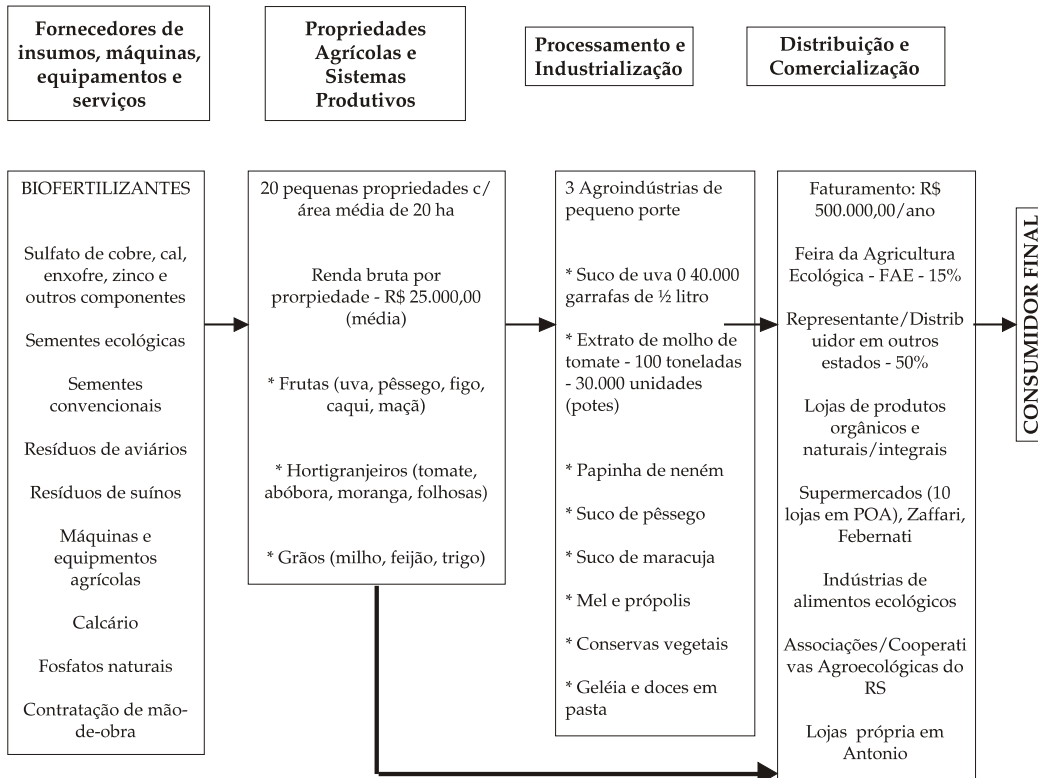 Fornecedores de
insumos, máquinas,
equipamentos e
serviços
Propriedades
Agrícolas e
Sistemas
Produtivos
Processamento e
Industrialização
Distribuição e
Comercialização
BIOFERTILIZANTES
Sulfato de cobre, cal,
enxofre, zinco e
outros componentes
Sementes ecológicas
Sementes
convencionais
Resíduos de aviários
Resíduos de suínos
Máquinas e
equipmentos
agrícolas
Calcário
Fosfatos naturais
Contratação de mão-
de-obra
20 pequenas propriedades c/
área média de 20 ha
Renda bruta por
prorpiedade - R$ 25.000,00
(média)
* Frutas (uva, pêssego, figo,
caqui, maçã)
* Hortigranjeiros (tomate,
abóbora, moranga, folhosas)
* Grãos (milho, feijão, trigo)
3 Agroindústrias de
pequeno porte
* Suco de uva 0 40.000
garrafas de ½ litro
* Extrato de molho de
tomate - 100 toneladas
- 30.000 unidades
(potes)
* Papinha de neném
* Suco de pêssego
* Suco de maracuja
* Mel e própolis
* Conservas vegetais
* Geléia e doces em
pasta
Faturamento: R$
500.000,00/ano
Feira da Agricultura
Ecológica - FAE - 15%
Representante/Distrib
uidor em outros
estados - 50%
Lojas de produtos
orgânicos e
naturais/integrais
Supermercados (10
lojas em POA), Zaffari,
Febernati
Indústrias de
alimentos ecológicos
Associações/Cooperati
vas Agroecológicas do
RS
Lojas própria em
Antonio
CONSUMIDOR FINAL